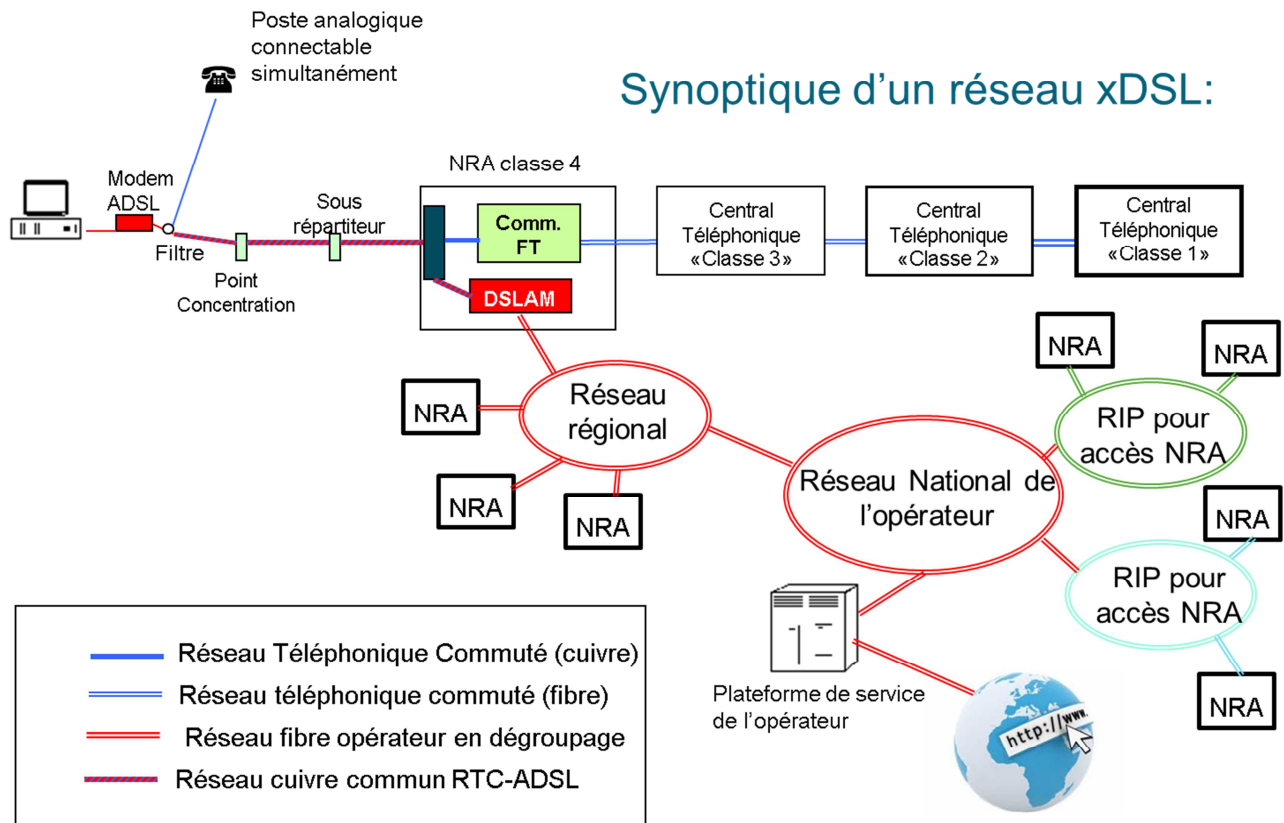 Poste analogique
connectable
simultanément
Synoptique d'un réseau xDSL:
NRA classe 4
Modem
ADSL
Filtre
Point
Concentration
Sous
répartiteur
Comm.
FT
DSLAM
Central
Téléphonique
«Classe 3»
Central
Téléphonique
«Classe 2»
Central
Téléphonique
«Classe 1»
NRA
NRA
NRA
Réseau
régional
Réseau National de
l'opérateur
NRA
NRA
RIP pour
accès NRA
NRA
RIP pour
accès NRA
NRA
Plateforme de service
de l'opérateur
http://www.
Réseau Téléphonique Commuté (cuivre)
Réseau téléphonique commuté (fibre)
Réseau fibre opérateur en dégroupage
Réseau cuivre commun RTC-ADSL